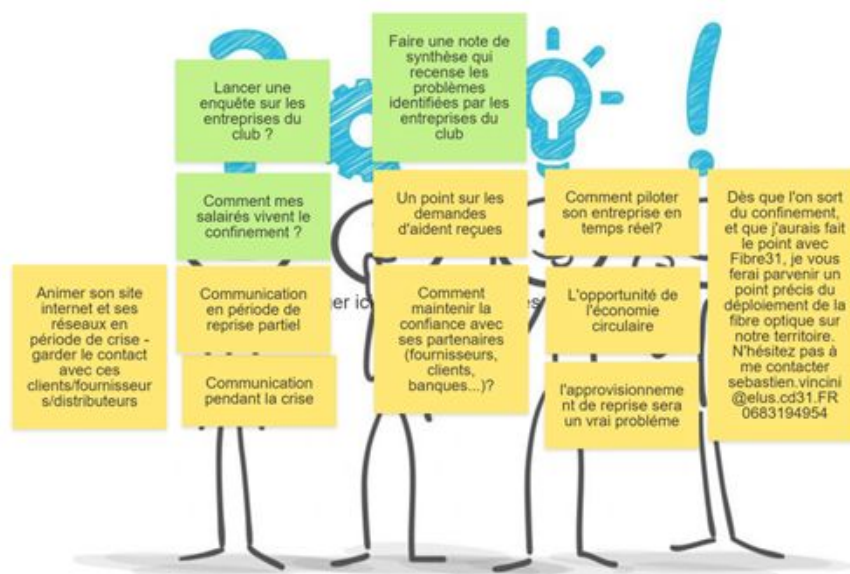 Lancer une
enquête sur les
entreprises du
club ?
Faire une note de
synthèse qui
recense les
problèmes
identifiées par les
entreprises du
club
Comment mes
salairés vivent le
confinement ?
Un point sur les
demandes
d'aident reçues
Comment piloter
son entreprise en
temps réel?
Dès que l'on sort
du confinement,
et que j'aurais fait
le point avec
Fibre31, je vous
ferai parvenir un
point précis du
déploiement de la
fibre optique sur
notre territoire.
N'hésitez pas à
me contacter
sebastien.vincini
@elus.cd31.FR
0683194954
Animer son site
internet et ses
réseaux en
période de crise -
garder le contact
avec ces
clients/fournisseur
s/distributeurs
Communication
en période de
reprise partiel
Comment
maintenir la
confiance avec
ses partenaires
(fournisseurs,
clients,
banques...)?
L'opportunité de
l'économie
circulaire
Communication
pendant la crise
l'approvisionneme
nt de reprise sera
un vrai probléme